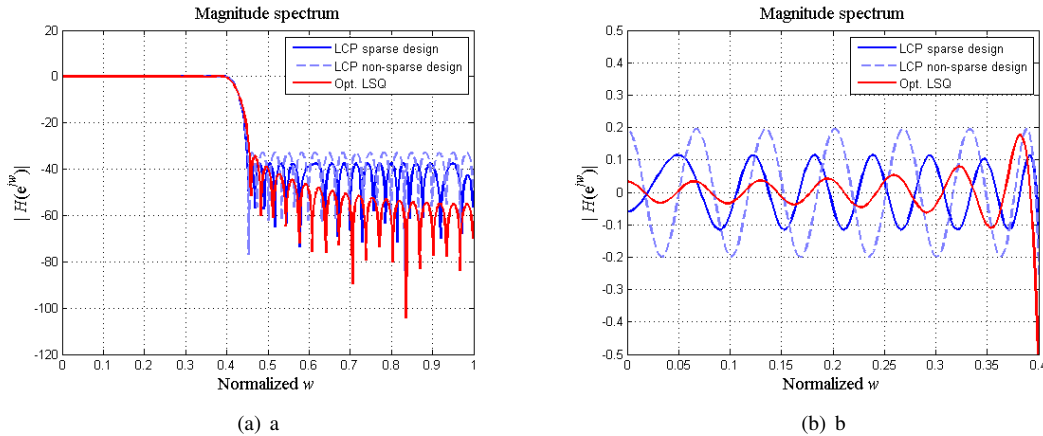 Magnitude spectrum
20
0
-20
-40
-60
-80
-100
-120
| H(e^jw)|
LCP sparse design
LCP non-sparse design
Opt. LSQ
0 0.1 0.2 0.3 0.4 0.5 0.6 0.7 0.8 0.9 1
Normalized w
(a) a
Magnitude spectrum
0.5
0.4
0.3
0.2
0.1
0
-0.1
-0.2
-0.3
-0.4
-0.5
| H(e^jw)|
LCP sparse design
LCP non-sparse design
Opt. LSQ
0 0.05 0.1 0.15 0.2 0.25 0.3 0.35 0.4
Normalized w
(b) b